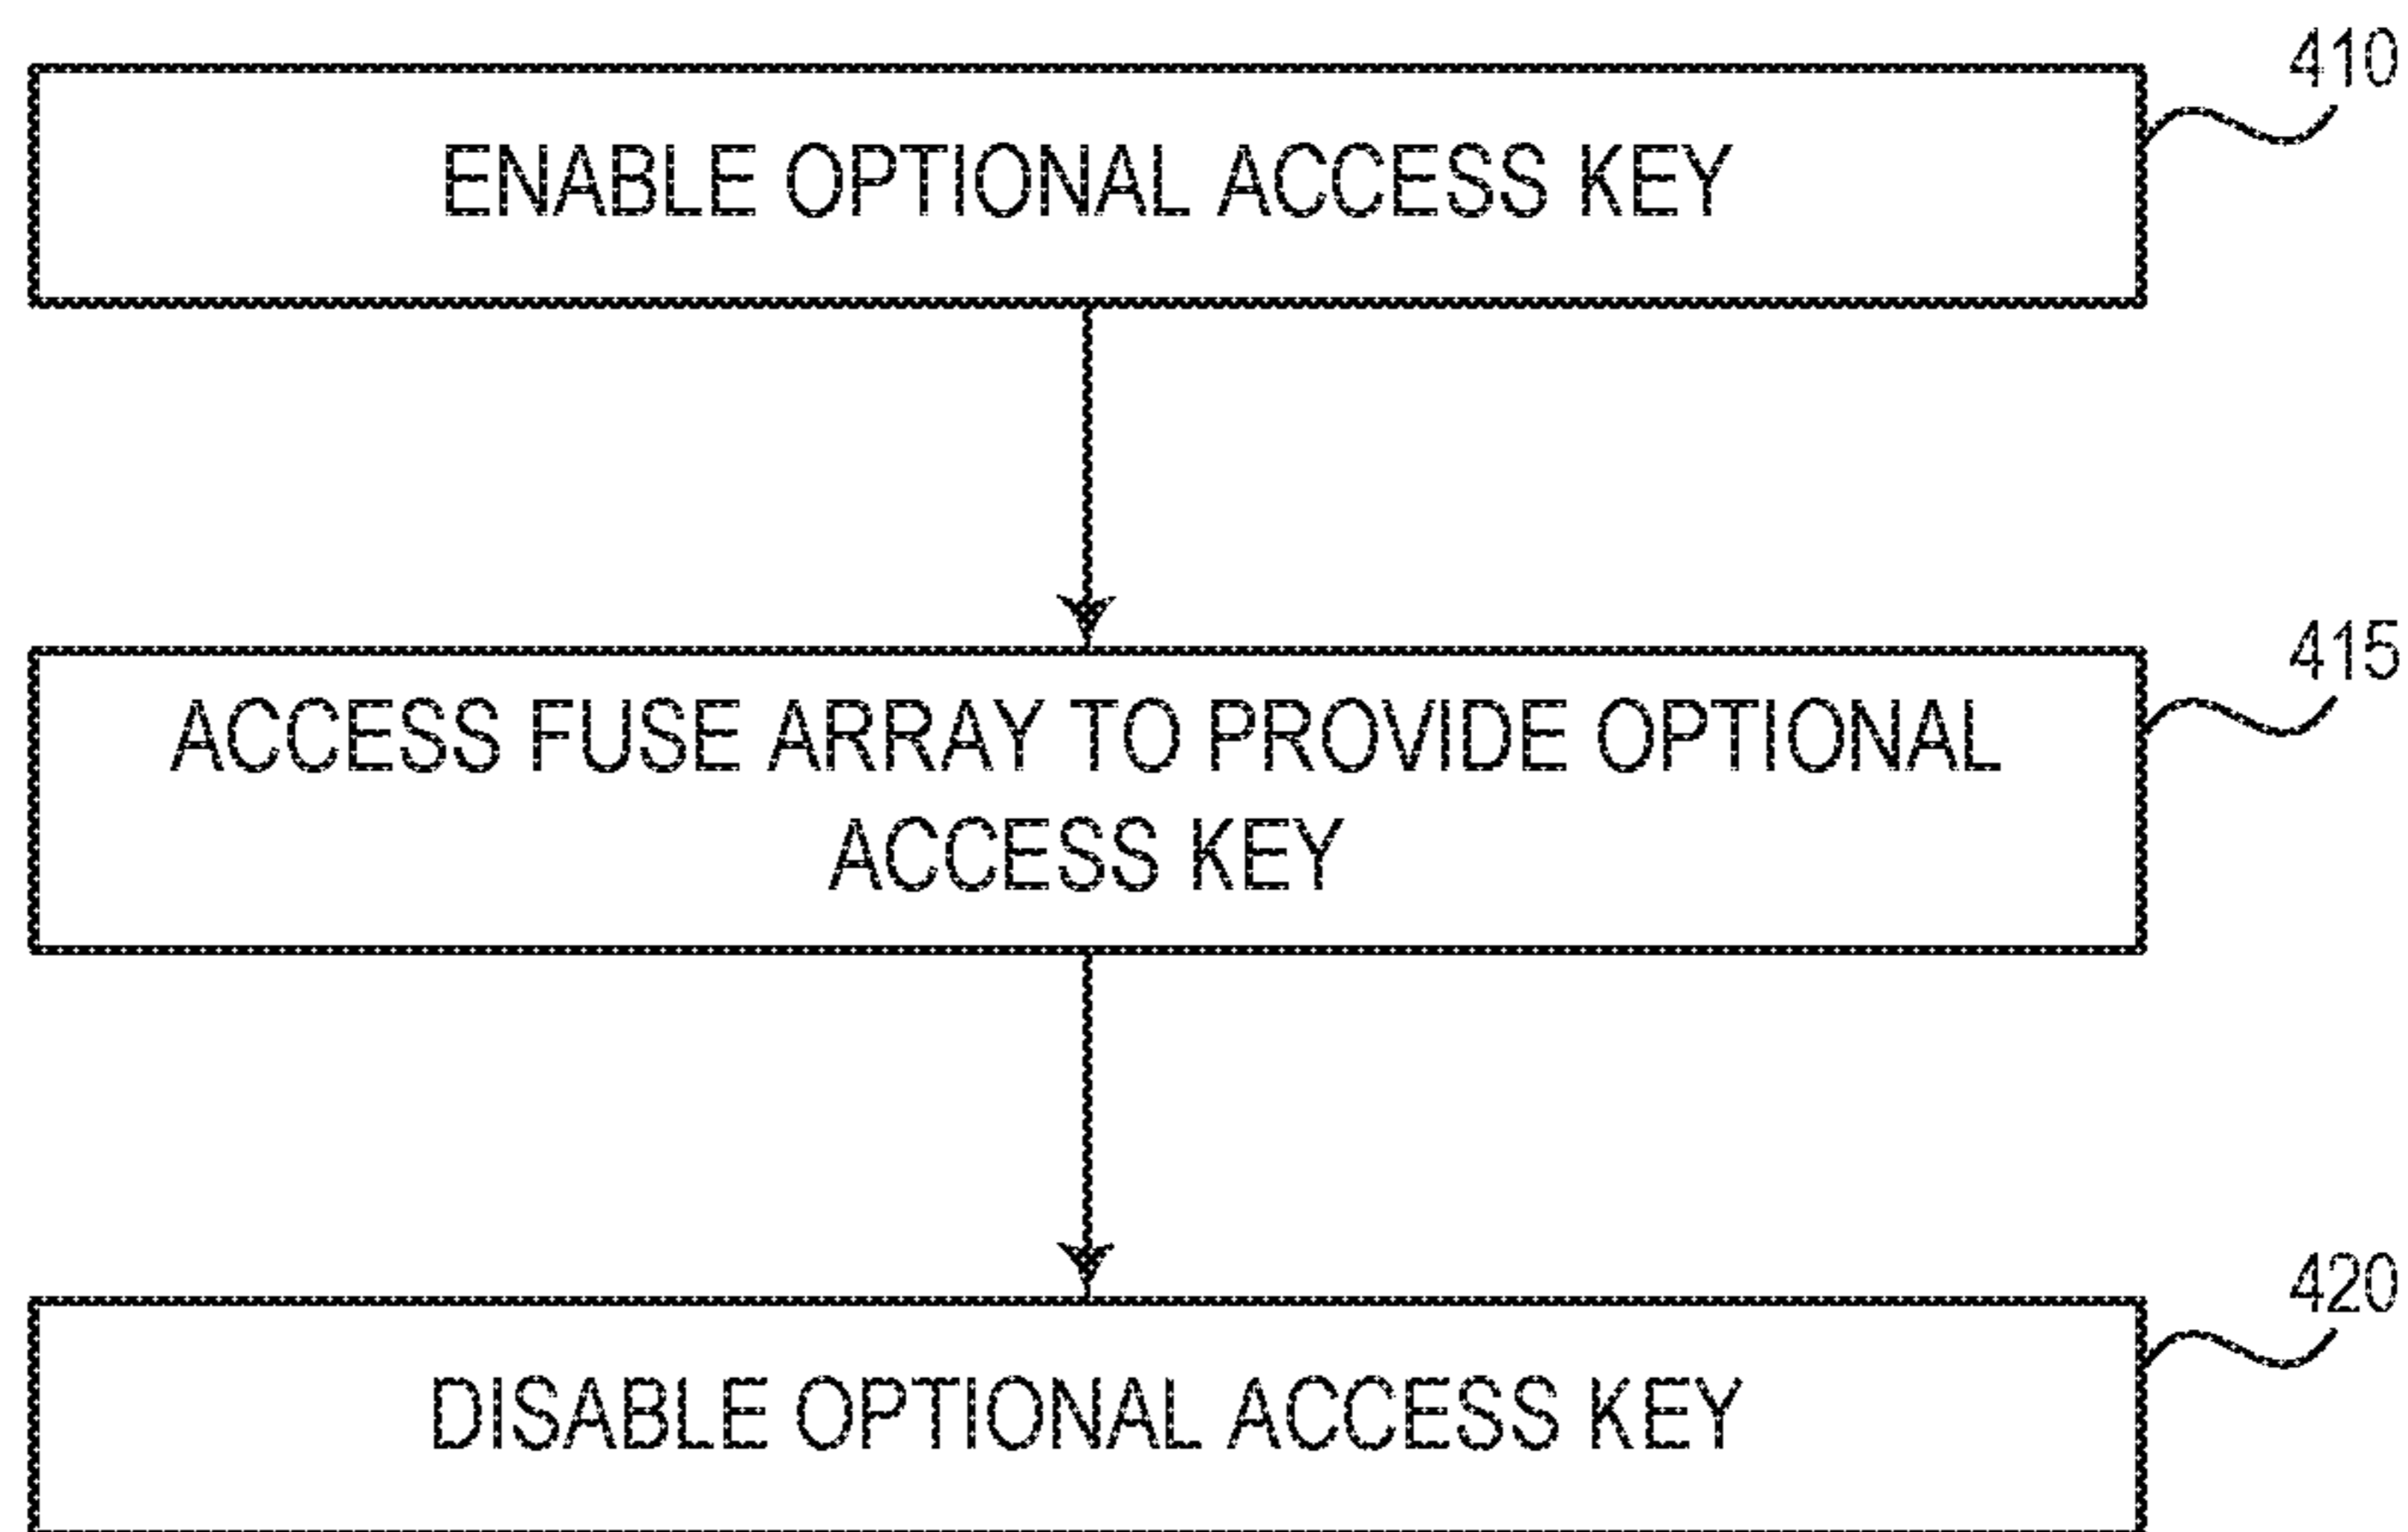 410
ENABLE OPTIONAL ACCESS KEY
415
ACCESS FUSE ARRAY TO PROVIDE OPTIONAL
ACCESS KEY
420
DISABLE OPTIONAL ACCESS KEY